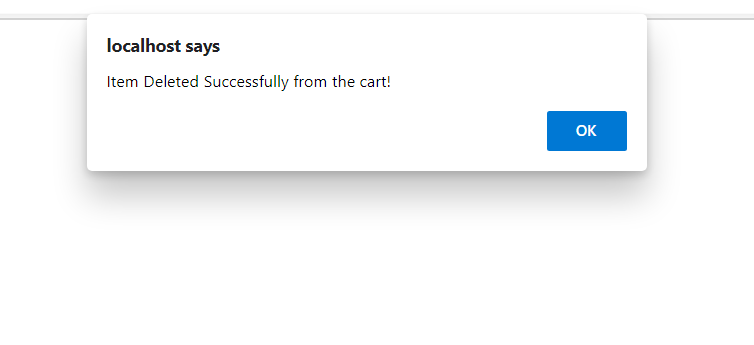 localhost says
Item Deleted Successfully from the cart!
OK